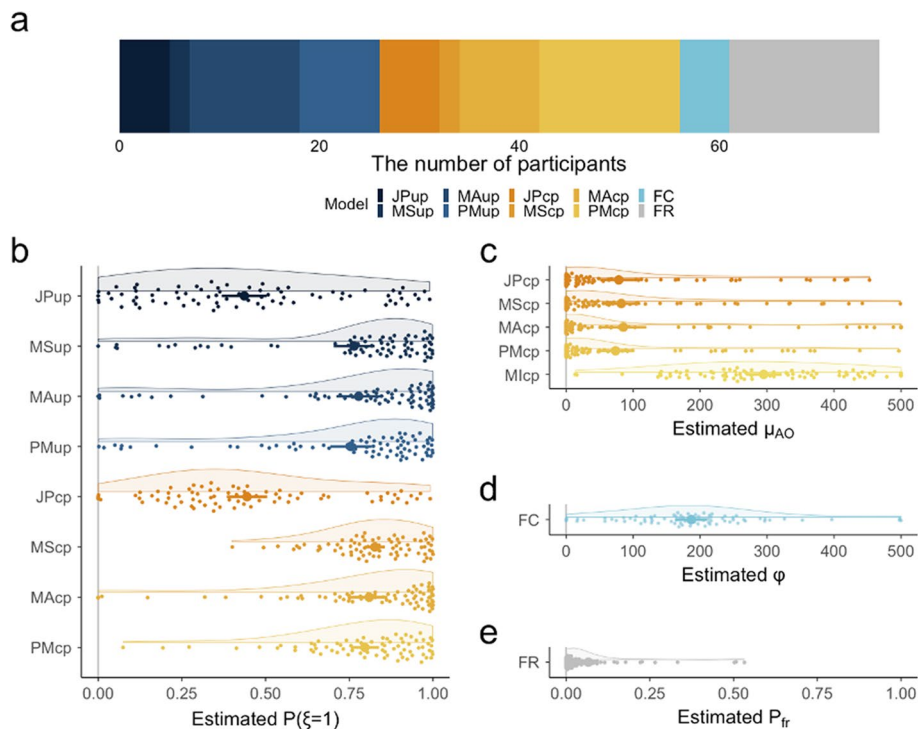 a
0 20 40 60
The number of participants
Model JPup MAup JPcp MAcp FC
MSup PMup MScp PMcp FR
b
JPup
MSup
MAup
PMup
JPcp
MScp
MAcp
PMcp
0.00 0.25 0.50 0.75 1.00
Estimated P(ξ=1)
c
JPcp
MScp
MAcp
PMcp
MIcp
0 100 200 300 400 500
Estimated μAO
d
FC
0 100 200 300 400 500
Estimated φ
e
FR
0.00 0.25 0.50 0.75 1.00
Estimated Pfr